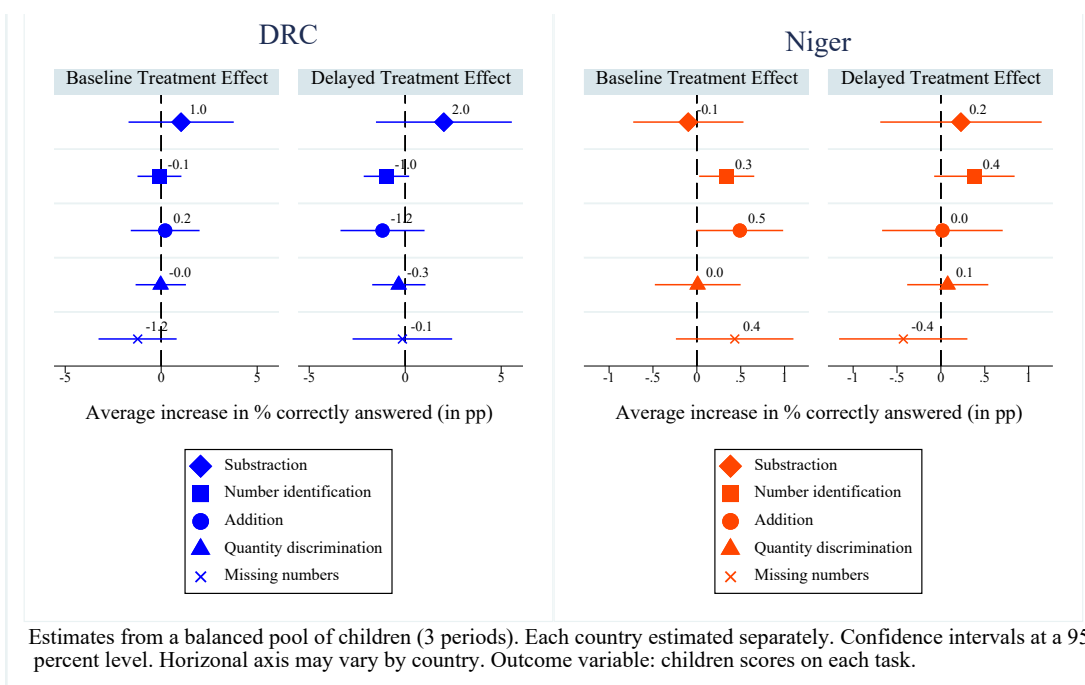 DRC
Niger
Baseline Treatment Effect
Delayed Treatment Effect
Baseline Treatment Effect
Delayed Treatment Effect
1.0
2.0
-0.1
0.2
-0.1
-1.0
0.3
0.4
0.2
-1.2
0.5
0.0
-0.0
-0.3
0.0
0.1
-1.2
-0.1
0.4
-0.4
-5 0 5
-5 0 5
-1 -.5 0 .5 1
-1 -.5 0 .5 1
Average increase in % correctly answered (in pp)
Average increase in % correctly answered (in pp)
Substraction
Number identification
Addition
Quantity discrimination
Missing numbers
Substraction
Number identification
Addition
Quantity discrimination
Missing numbers
Estimates from a balanced pool of children (3 periods). Each country estimated separately. Confidence intervals at a 95
percent level. Horizonal axis may vary by country. Outcome variable: children scores on each task.